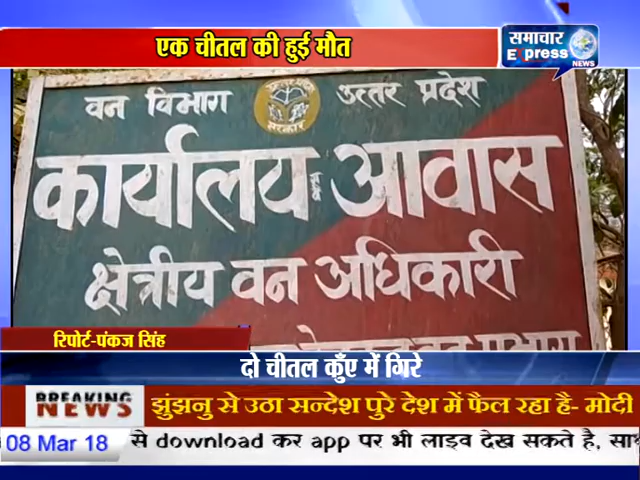 एक चीतल की हुई मौत
समाचार
Express
NEWS
वन विभाग उत्तर प्रदेश
सरकार
कार्यालय एवं आवास
क्षेत्रीय वन अधिकारी
रिपोर्ट-पंकज सिंह
दो चीतल कुँए में गिरे
BREAKING
NEWS
झुंझनु से उठा सन्देश पुरे देश में फैल रहा है- मोदी
08 Mar 18
से download कर app पर भी लाइव देख सकते है, साथ